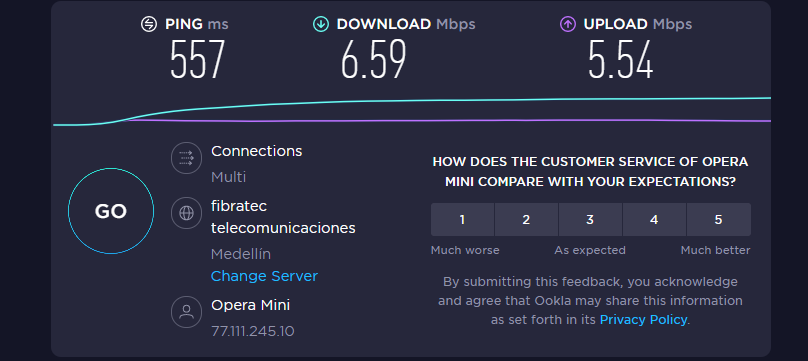 PING ms
DOWNLOAD Mbps
UPLOAD Mbps
557
6.59
5.54
GO
Connections
Multi
fibratec
telecomunicaciones
Medellín
Change Server
Opera Mini
77.111.245.10
HOW DOES THE CUSTOMER SERVICE OF OPERA
MINI COMPARE WITH YOUR EXPECTATIONS?
1 2 3 4 5
Much worse As expected Much better
By submitting this feedback, you acknowledge
and agree that Ookla may share this information
as set forth in its Privacy Policy.